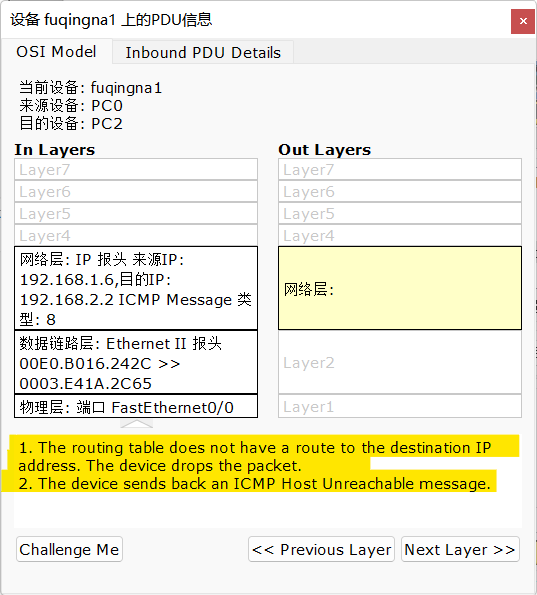 设备 fuqingna1 上的PDU信息
OSI Model
Inbound PDU Details
当前设备: fuqingna1
来源设备: PC0
目的设备: PC2
In Layers
Out Layers
Layer7
Layer7
Layer6
Layer6
Layer5
Layer5
Layer4
Layer4
网络层: IP 报头 来源IP:
192.168.1.6,目的IP:
192.168.2.2 ICMP Message 类
型: 8
网络层:
数据链路层: Ethernet II 报头
00E0.B016.242C >>
0003.E41A.2C65
Layer2
物理层: 端口 FastEthernet0/0
Layer1
1. The routing table does not have a route to the destination IP
address. The device drops the packet.
2. The device sends back an ICMP Host Unreachable message.
Challenge Me
<< Previous Layer
Next Layer >>